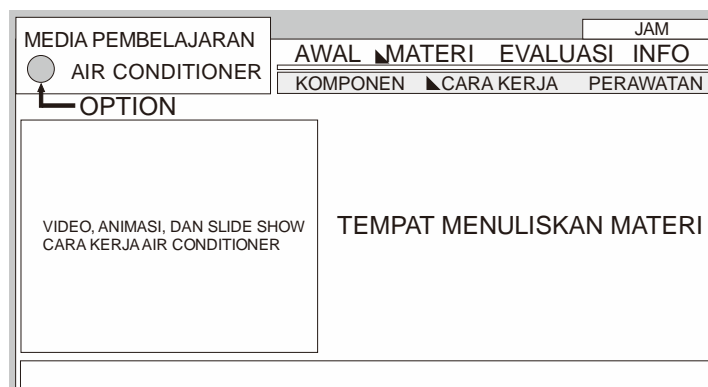 JAM
MEDIA PEMBELAJARAN
AIR CONDITIONER
AWAL MATERI EVALUASI INFO
KOMPONEN CARA KERJA PERAWATAN
OPTION
VIDEO, ANIMASI, DAN SLIDE SHOW
CARA KERJA AIR CONDITIONER
TEMPAT MENULISKAN MATERI